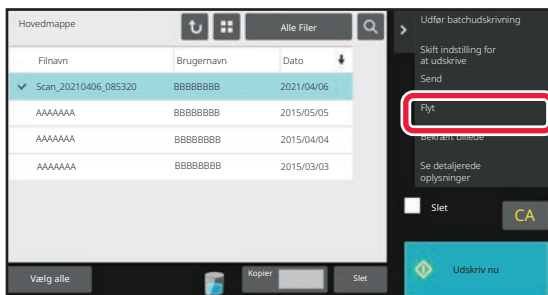 Hovedmappe
Alle Filer
Filnavn Brugernavn Dato
Scan_20210406_085320 BBBBBBBB 2021/04/06
AAAAAAA BBBBBBBB 2015/05/05
AAAAAAA BBBBBBBB 2015/04/04
AAAAAAA BBBBBBBB 2015/03/03
Vælg alle
Kopier
Slet
Udfør batchudskrivning
Skift indstilling for
at udskrive
Send
Flyt
Bekræft billede
Se detaljerede
oplysninger
Slet
CA
Udskriv nu